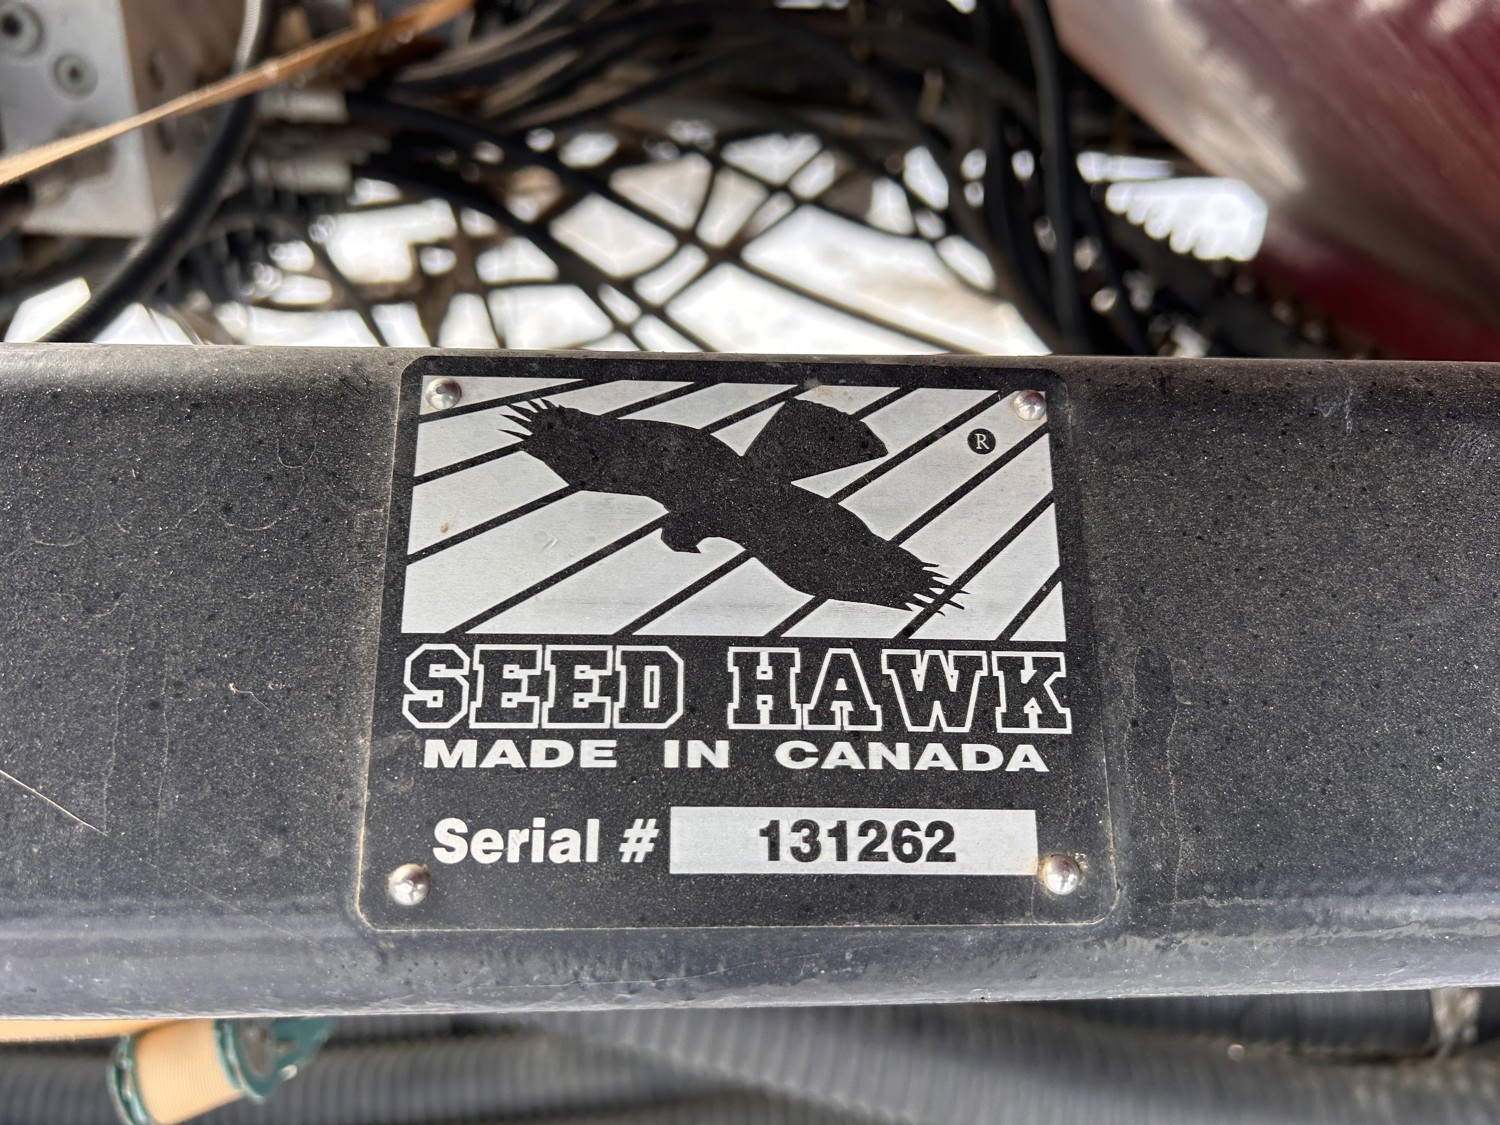 ®
SEED HAWK
MADE IN CANADA
Serial # 131262